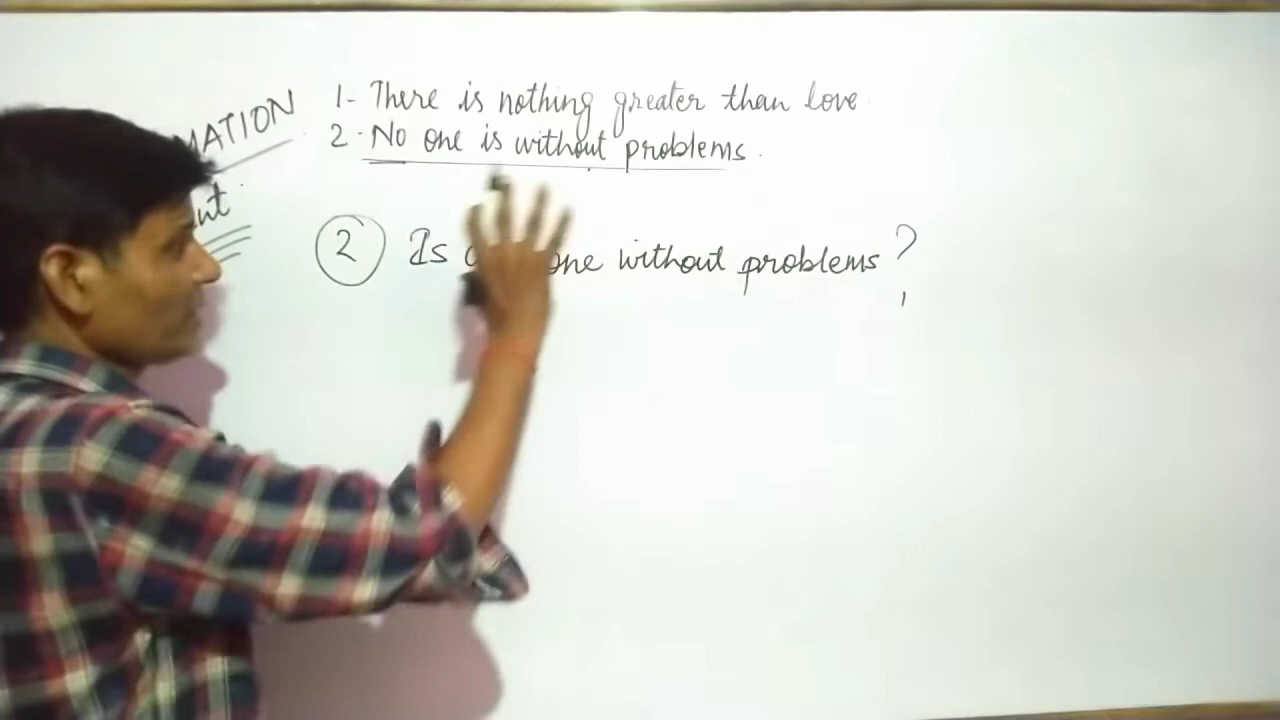 1- There is nothing greater than love.
2- No one is without problems.
MATION
2 Is one without problems ?